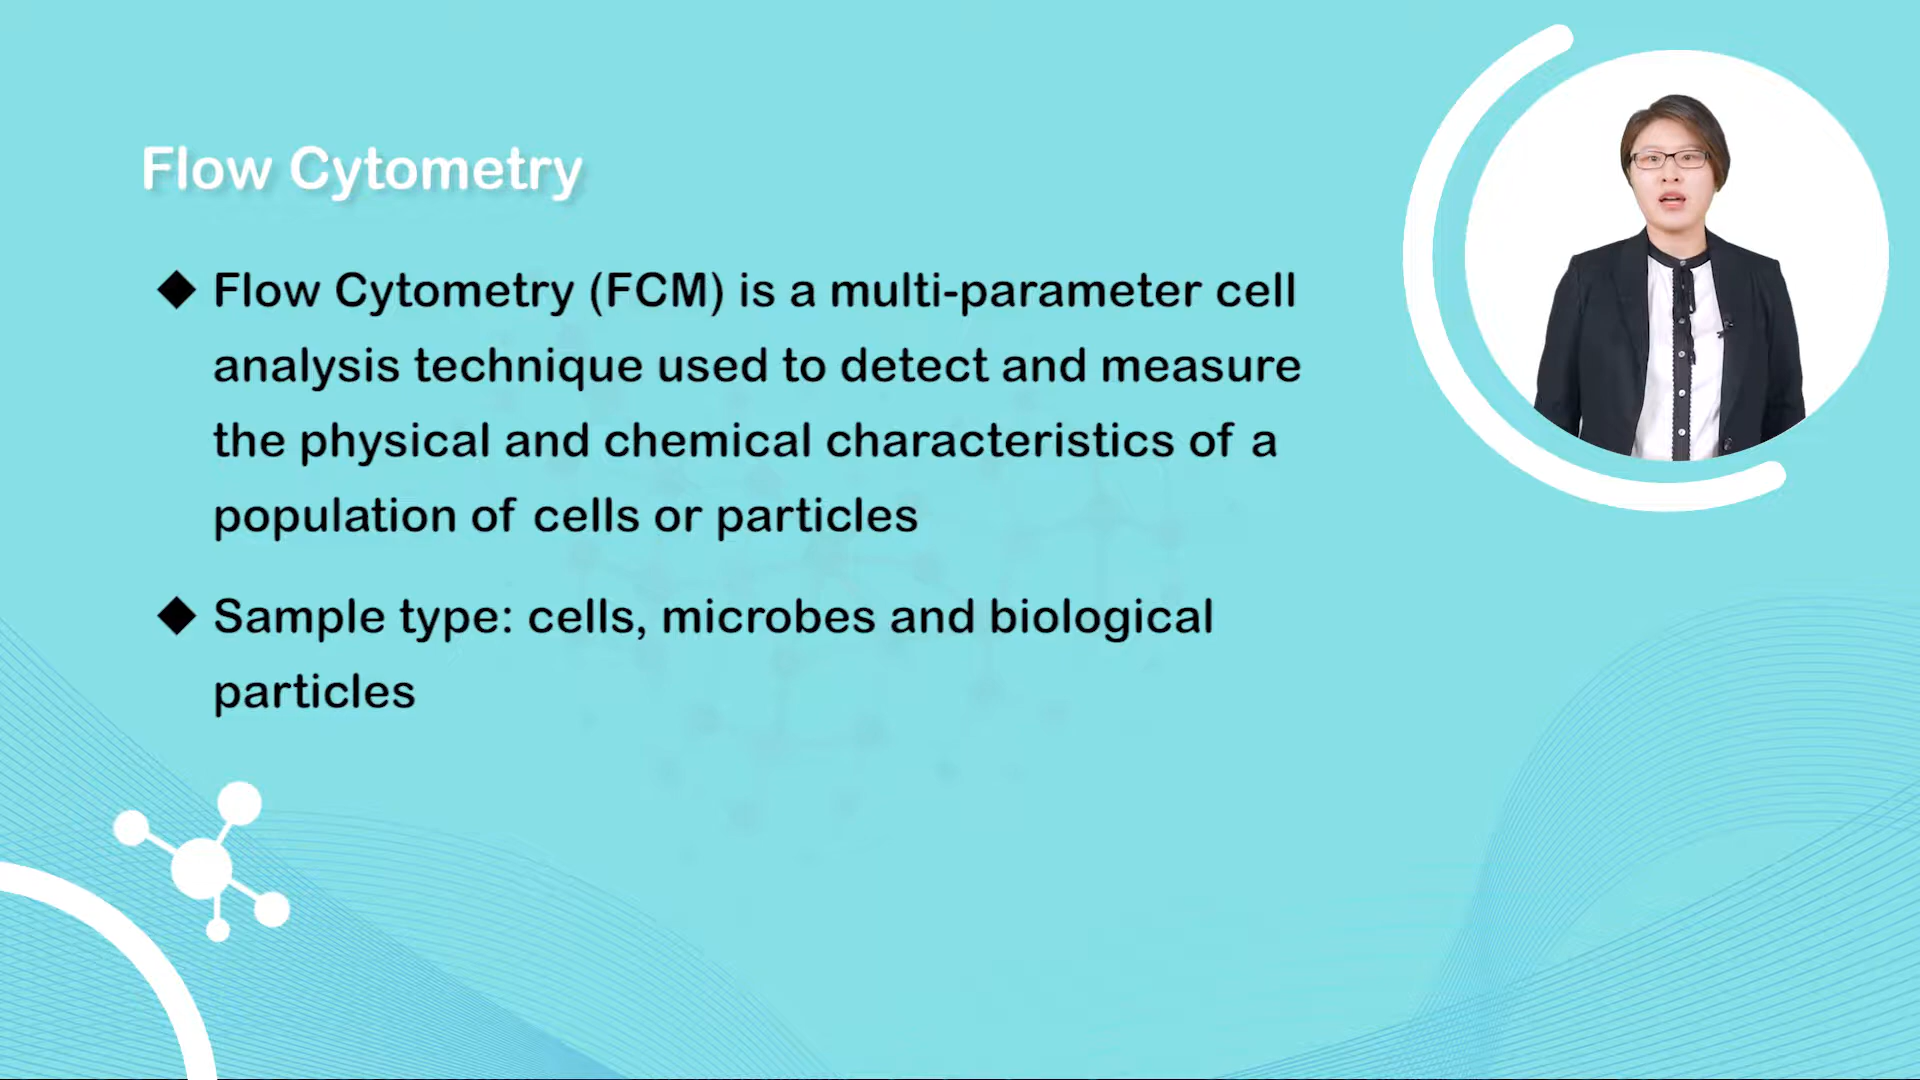 Flow Cytometry
◆ Flow Cytometry (FCM) is a multi-parameter cell
analysis technique used to detect and measure
the physical and chemical characteristics of a
population of cells or particles
◆ Sample type: cells, microbes and biological
particles